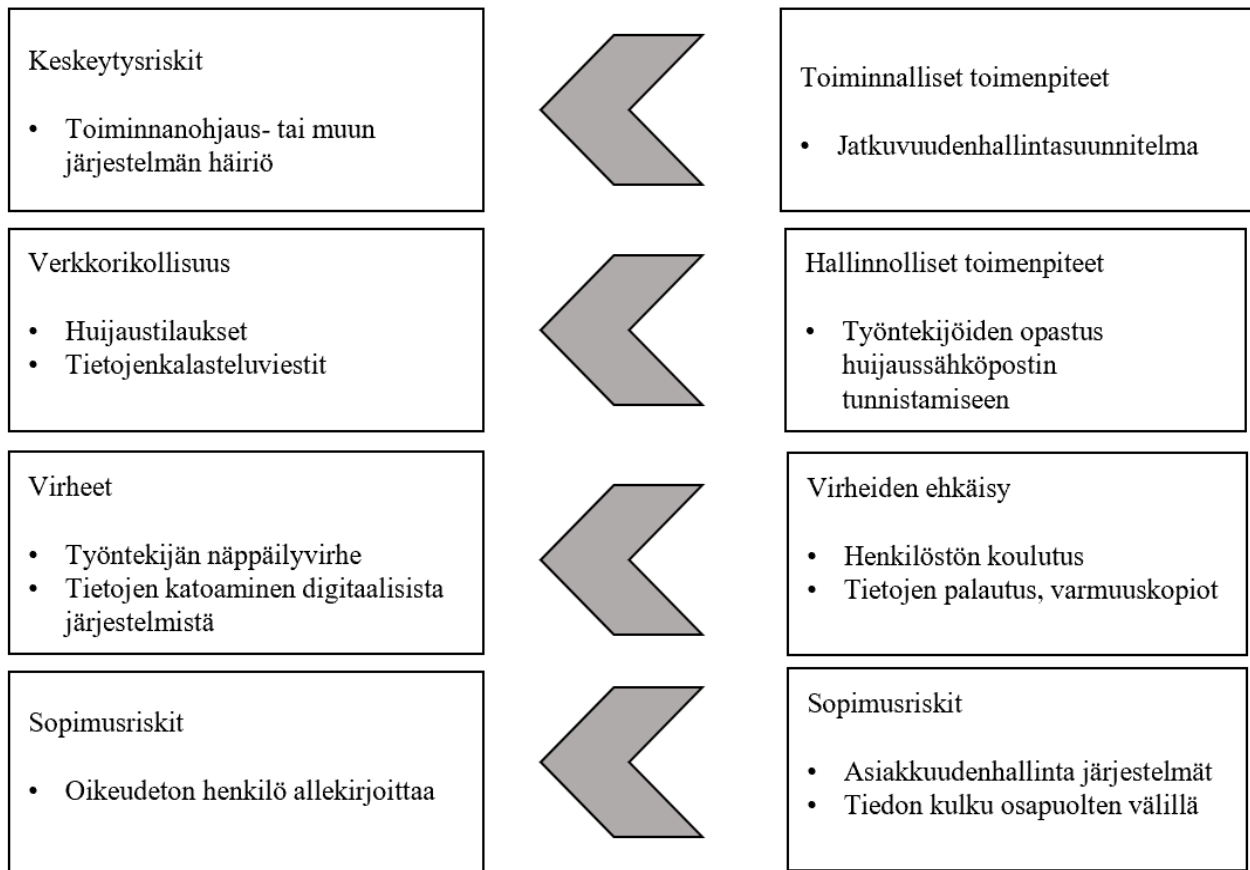 Keskeytysriskit
• Toiminnanohjaus- tai muun
järjestelmän häiriö
Toiminnalliset toimenpiteet
• Jatkuvuudenhallintasuunnitelma
Verkkorikollisuus
• Huijaustilaukset
• Tietojenkalasteluviestit
Hallinnolliset toimenpiteet
• Työntekijöiden opastus
huijaussähköpostin
tunnistamiseen
Virheet
• Työntekijän näppäilyvirhe
• Tietojen katoaminen digitaalisista
järjestelmistä
Virheiden ehkäisy
• Henkilöstön koulutus
• Tietojen palautus, varmuuskopiot
Sopimusriskit
• Oikeudeton henkilö allekirjoittaa
Sopimusriskit
• Asiakkuudenhallinta järjestelmät
• Tiedon kulku osapuolten välillä